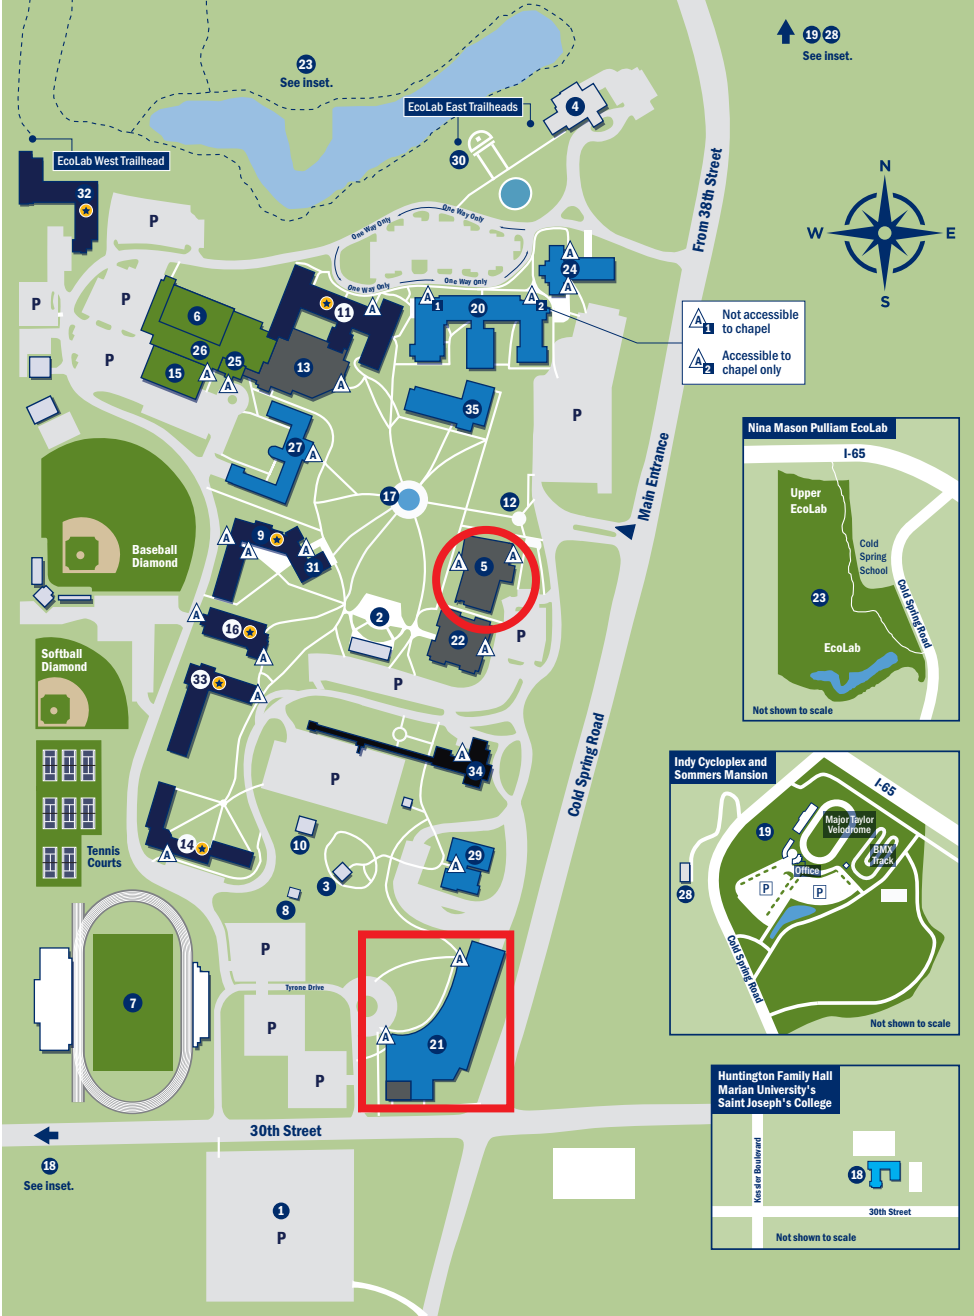 23
See inset.
19 28
See inset.
EcoLab East Trailheads
4
30
EcoLab West Trailhead
32
P
One Way Only
One Way Only
From 38th Street
N
W E
S
P
P
One Way Only
One Way Only
A
24
A
6
11
A
A
1
20
A
2
A
1
Not accessible
to chapel
A
2
Accessible to
chapel only
26
25
15
A
A
13
A
P
35
P
27
A
17
12
Main Entrance
Nina Mason Pulliam EcoLab
I-65
Upper
EcoLab
Cold
Spring
School
Cold Spring Road
23
EcoLab
Not shown to scale
Baseball
Diamond
A
9
A
A
31
A
5
A
A
16
A
2
22
A
P
Softball
Diamond
33
A
P
P
A
34
Cold Spring Road
Indy Cycloplex and
Sommers Mansion
I-65
19
Major Taylor
Velodrome
BMX
Track
Office
P
P
28
Cold Spring Road
Not shown to scale
Tennis
Courts
14
A
10
3
8
29
A
P
Tyrone Drive
7
P
P
A
A
21
30th Street
18
See inset.
1
P
Huntington Family Hall
Marian University's
Saint Joseph's College
Kessler Boulevard
18
30th Street
Not shown to scale